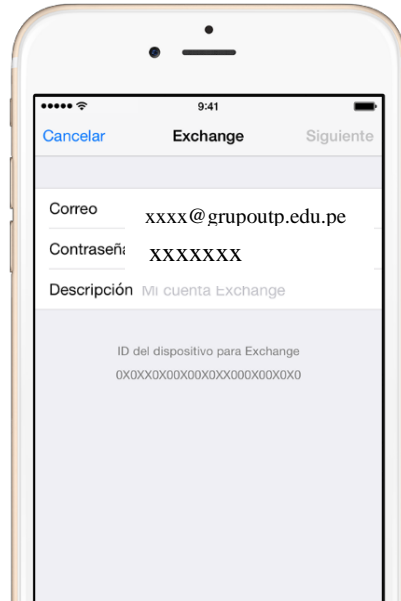 9:41
Cancelar Exchange Siguiente
Correo xxxx@grupoutp.edu.pe
Contraseña xxxxxxx
Descripción Mi cuenta Exchange
ID del dispositivo para Exchange
0X0XX0X00X00X0XX000X00X0X0